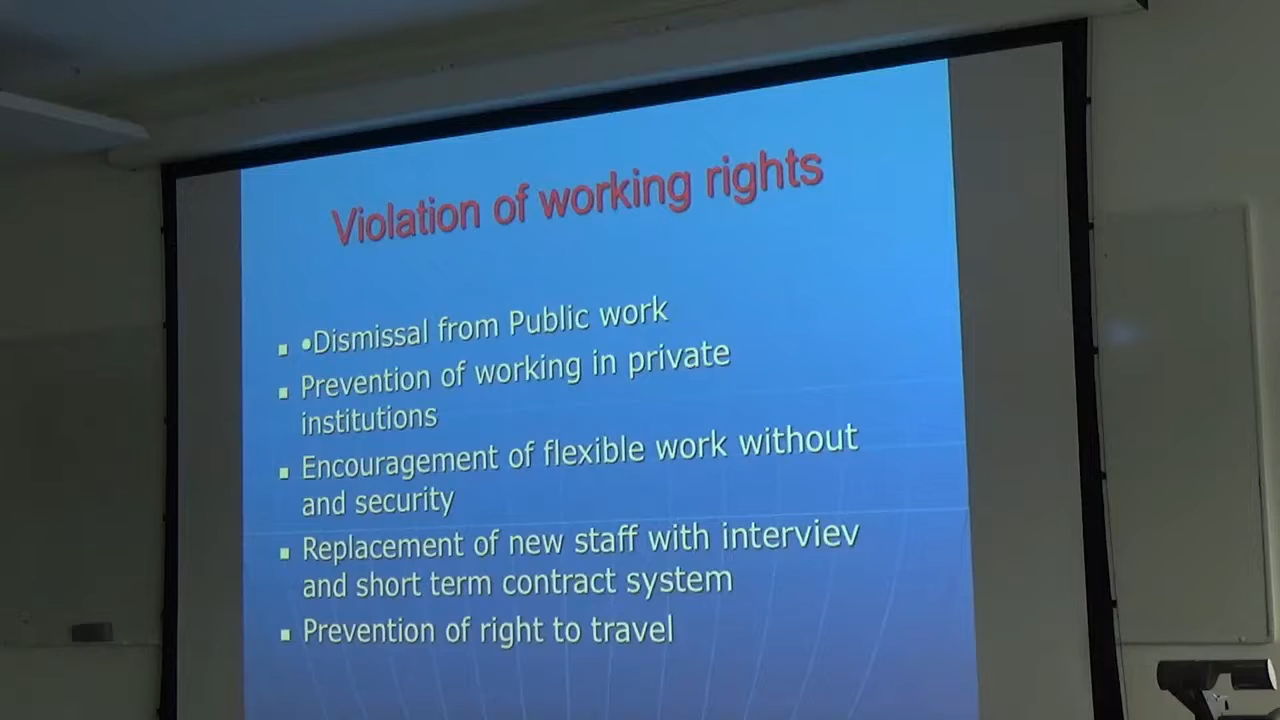 Violation of working rights
▪ •Dismissal from Public work
▪ Prevention of working in private
institutions
▪ Encouragement of flexible work without
and security
▪ Replacement of new staff with interviev
and short term contract system
▪ Prevention of right to travel